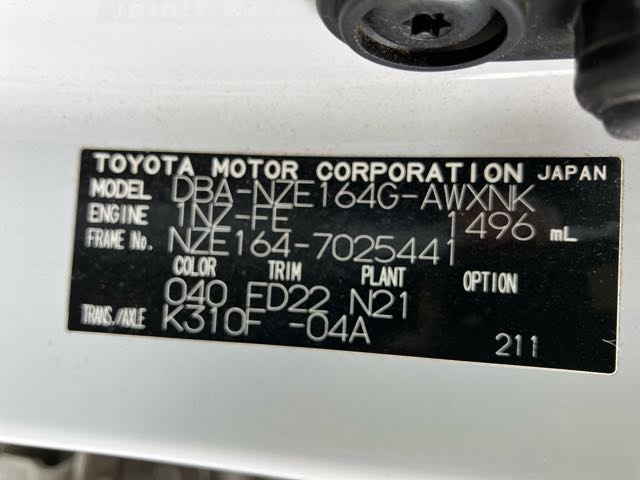 TOYOTA MOTOR CORPORATION JAPAN
MODEL DBA-NZE164G-AWXNK
ENGINE 1NZ-FE 1496 mL
FRAME No. NZE164-7025441
COLOR TRIM PLANT OPTION
040 FD22 N21
TRANS./AXLE K310F -04A
211